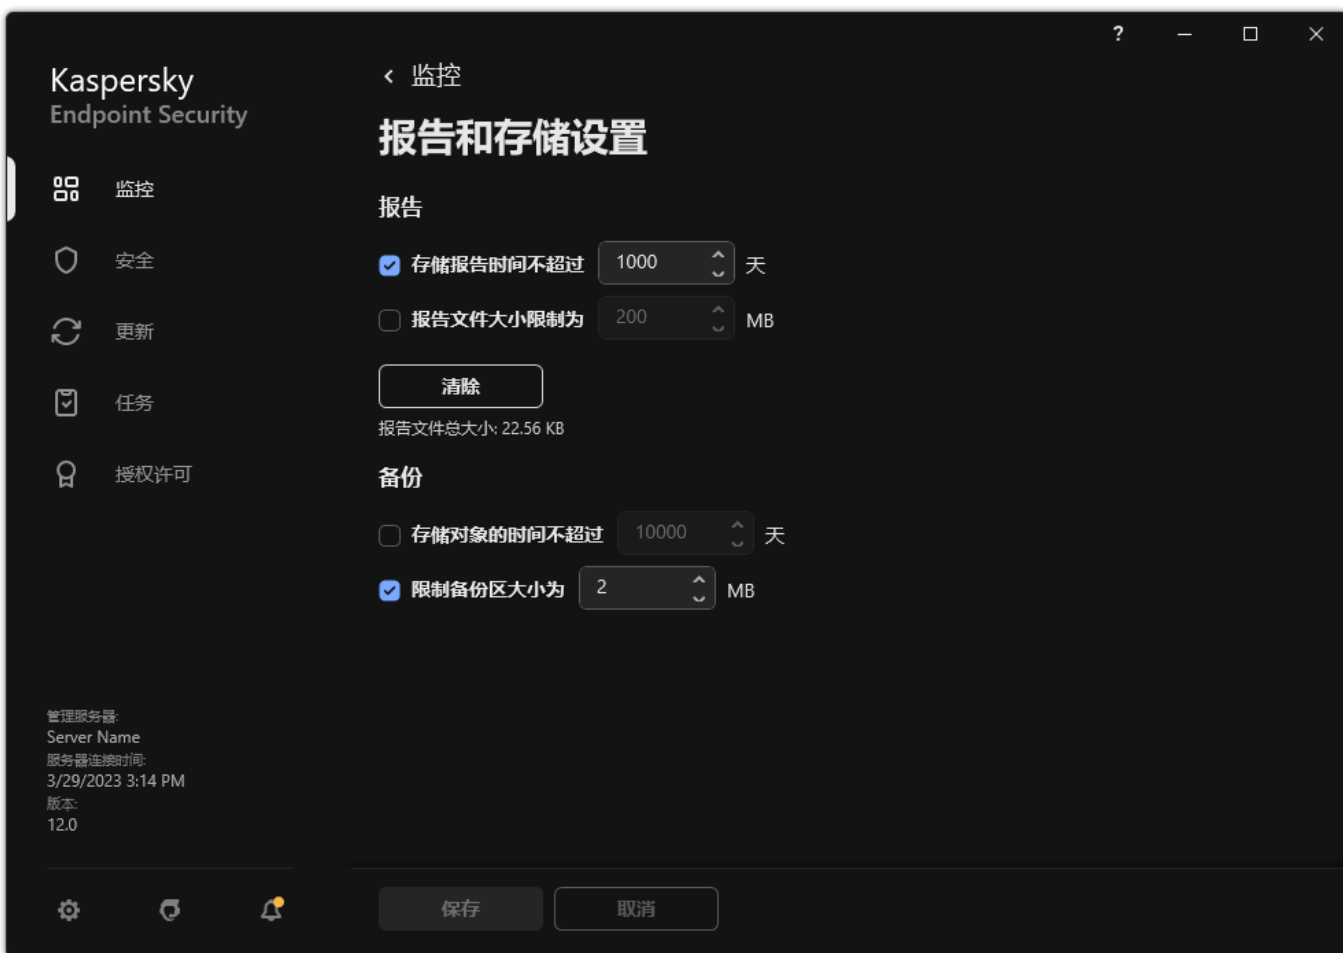 ?
Kaspersky
Endpoint Security
监控
安全
更新
任务
授权许可
管理服务器:
Server Name
服务器连接时间:
3/29/2023 3:14 PM
版本:
12.0
监控
报告和存储设置
报告
存储报告时间不超过 1000 天
报告文件大小限制为 200 MB
清除
报告文件总大小: 22.56 KB
备份
存储对象的时间不超过 10000 天
限制备份区大小为 2 MB
保存 取消